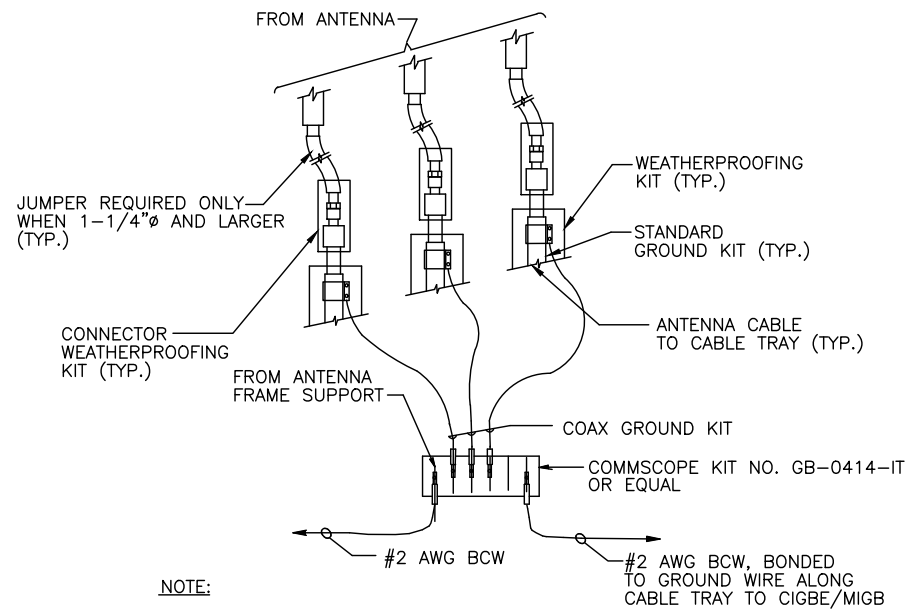 FROM ANTENNA
JUMPER REQUIRED ONLY
WHEN 1-1/4"ø AND LARGER
(TYP.)
WEATHERPROOFING
KIT (TYP.)
STANDARD
GROUND KIT (TYP.)
CONNECTOR
WEATHERPROOFING
KIT (TYP.)
ANTENNA CABLE
TO CABLE TRAY (TYP.)
FROM ANTENNA
FRAME SUPPORT
COAX GROUND KIT
COMMSCOPE KIT NO. GB-0414-IT
OR EQUAL
#2 AWG BCW
#2 AWG BCW, BONDED
TO GROUND WIRE ALONG
CABLE TRAY TO CIGBE/MIGB
NOTE: